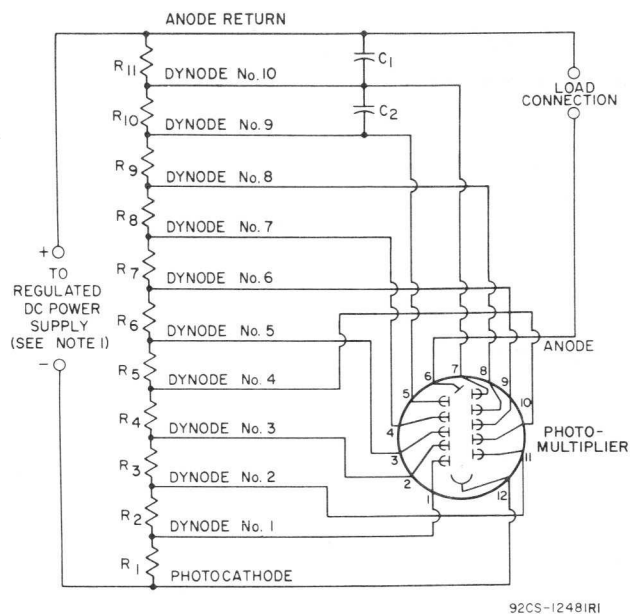 ANODE RETURN
R11
DYNODE No. 10
C1
R10
C2
DYNODE No. 9
LOAD
CONNECTION
R9
DYNODE No. 8
R8
DYNODE No. 7
+
TO
REGULATED
DC POWER
SUPPLY
(SEE NOTE 1)
-
R7
DYNODE No. 6
R6
DYNODE No. 5
R5
DYNODE No. 4
R4
DYNODE No. 3
R3
DYNODE No. 2
R2
DYNODE No. 1
R1
PHOTOCATHODE
ANODE
1
2
3
4
5
6
7
8
9
10
11
12
PHOTO-
MULTIPLIER
92CS-12481R1